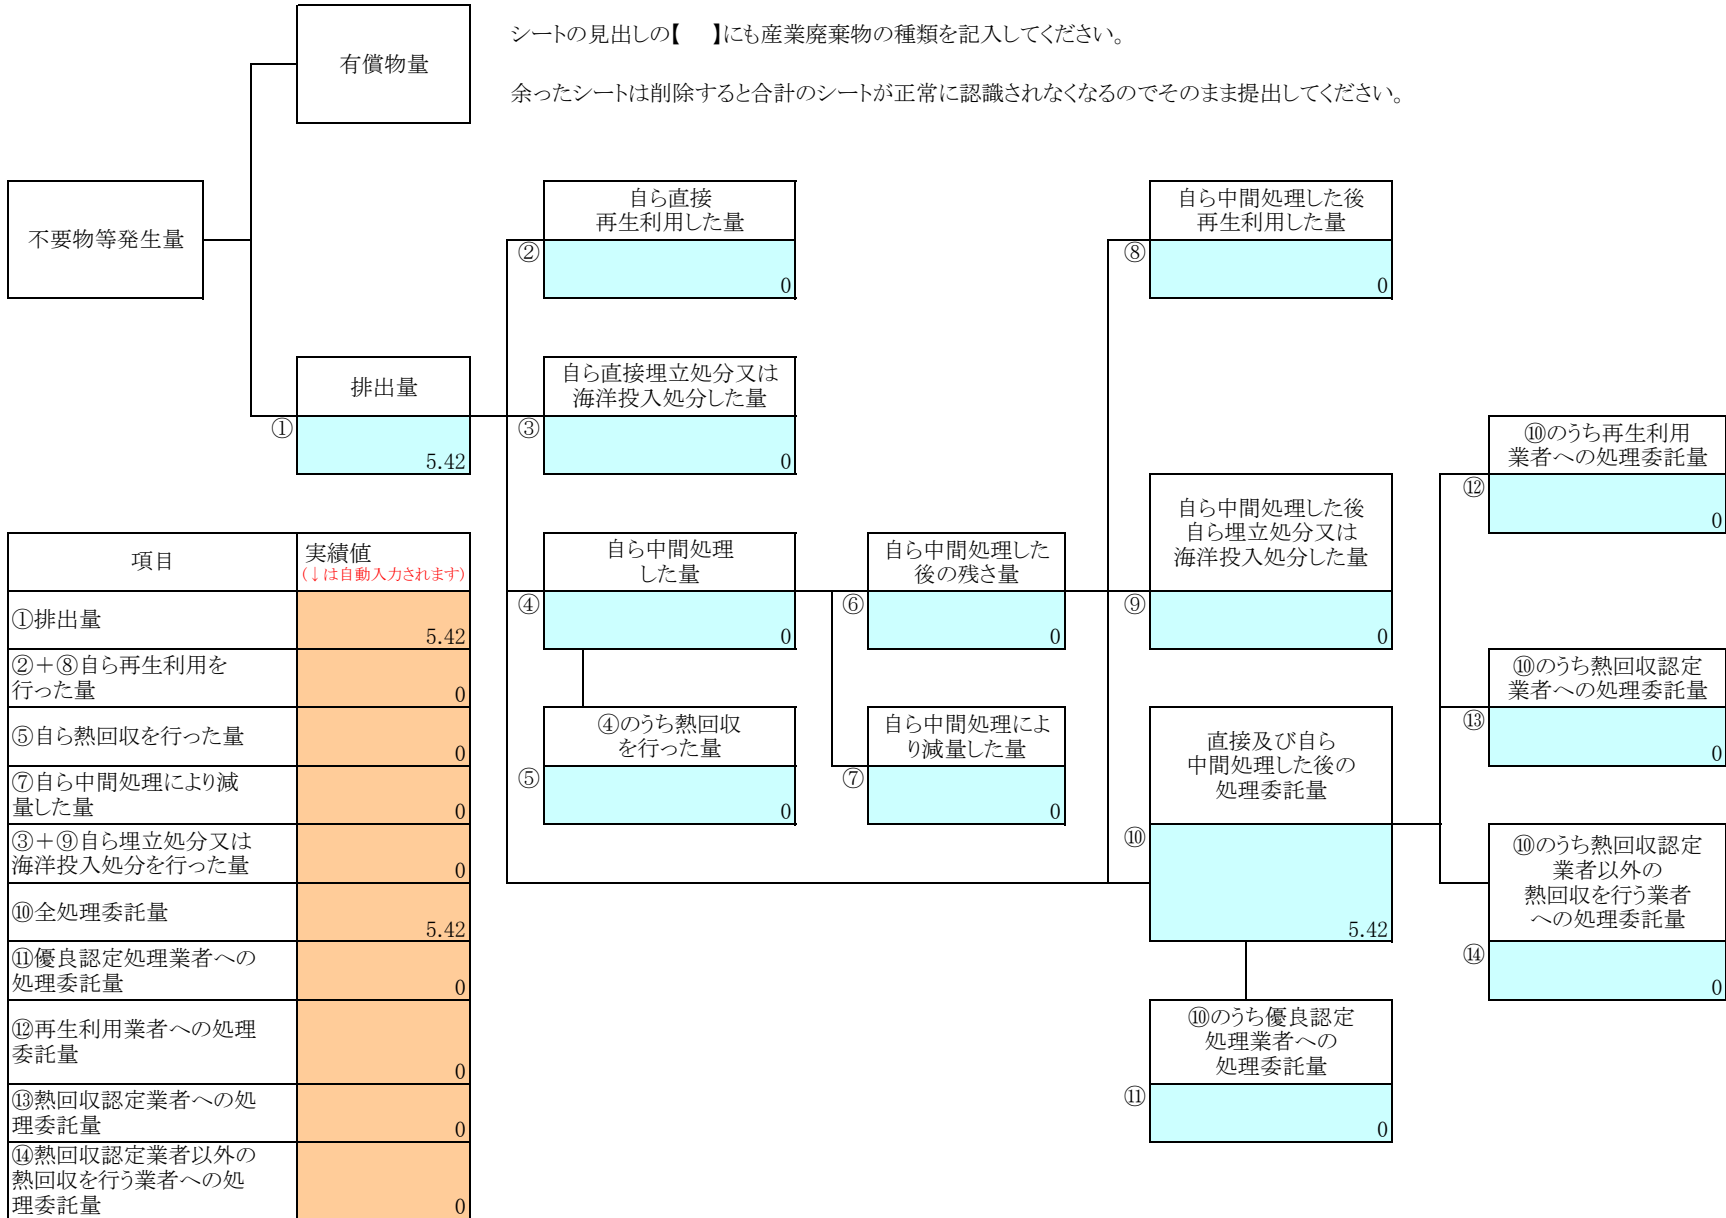 有償物量
シートの見出しの【　】にも産業廃棄物の種類を記入してください。
余ったシートは削除すると合計のシートが正常に認識されなくなるのでそのまま提出してください。
不要物等発生量
自ら直接
再生利用した量
②
0
自ら中間処理した後
再生利用した量
⑧
0
排出量
①
5.42
自ら直接埋立処分又は
海洋投入処分した量
③
0
⑩のうち再生利用
業者への処理委託量
⑫
0
自ら中間処理
した量
④
0
自ら中間処理した
後の残さ量
⑥
0
自ら中間処理した後
自ら埋立処分又は
海洋投入処分した量
⑨
0
④のうち熱回収
を行った量
⑤
0
自ら中間処理によ
り減量した量
⑦
0
直接及び自ら
中間処理した後の
処理委託量
⑩
5.42
⑩のうち熱回収認定
業者への処理委託量
⑬
0
⑩のうち熱回収認定
業者以外の
熱回収を行う業者
への処理委託量
⑭
0
⑩のうち優良認定
処理業者への
処理委託量
⑪
0
項目
実績値
(↓は自動入力されます)
①排出量
5.42
②＋⑧自ら再生利用を
行った量
0
⑤自ら熱回収を行った量
0
⑦自ら中間処理により減
量した量
0
③＋⑨自ら埋立処分又は
海洋投入処分を行った量
0
⑩全処理委託量
5.42
⑪優良認定処理業者への
処理委託量
0
⑫再生利用業者への処理
委託量
0
⑬熱回収認定業者への処
理委託量
0
⑭熱回収認定業者以外の
熱回収を行う業者への処
理委託量
0